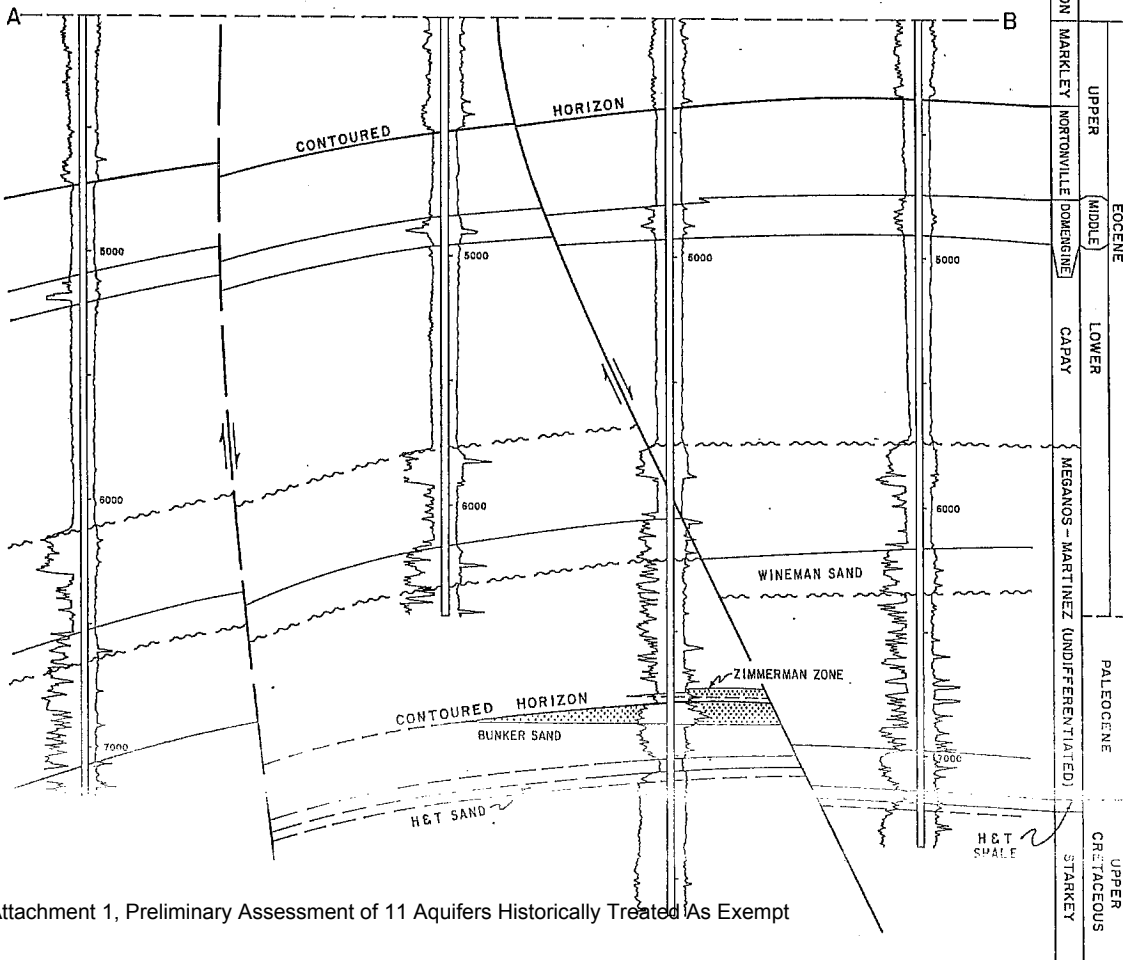 A
B
CONTOURED HORIZON
5000
5000
5000
5000
6000
6000
6000
WINEMAN SAND
ZIMMERMAN ZONE
CONTOURED HORIZON
BUNKER SAND
7000
7000
H&T SAND
H&T
SHALE
ON
MARKLEY
NORTONVILLE
DOMENGINE
CAPAY
MEGANOS - MARTINEZ (UNDIFFERENTIATED)
STARKEY
UPPER
MIDDLE
LOWER
EOCENE
PALEOCENE
UPPER
CRETACEOUS
Attachment 1, Preliminary Assessment of 11 Aquifers Historically Treated As Exempt